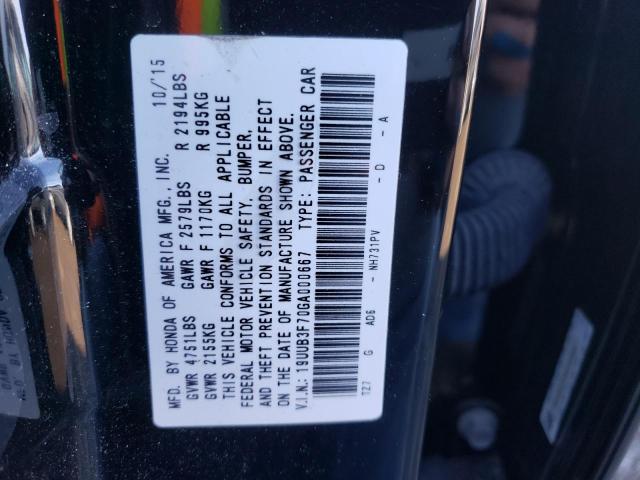 MFD. BY HONDA OF AMERICA MFG., INC. 10/'15
GVWR 4751LBS GAWR F 2579LBS R 2194LBS
GVWR 2155KG GAWR F 1170KG R 995KG
THIS VEHICLE CONFORMS TO ALL APPLICABLE
FEDERAL MOTOR VEHICLE SAFETY, BUMPER,
AND THEFT PREVENTION STANDARDS IN EFFECT
ON THE DATE OF MANUFACTURE SHOWN ABOVE.
V.I.N.: 19UUB3F70GA000667 TYPE: PASSENGER CAR
TZ7 G AD6 - NH731PV - D - A